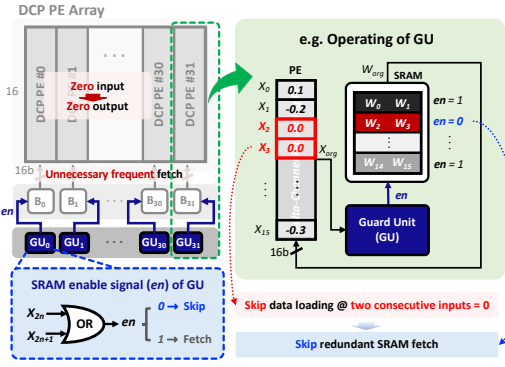 DCP PE Array
16
DCP PE #0
DCP PE #1
DCP PE #30
DCP PE #31
Zero input
Zero output
16b
Unnecessary frequent fetch
en
B0
B1
B30
B31
GU0
GU1
GU30
GU31
SRAM enable signal (en) of GU
X2n
X2n+1
OR
en
0 → Skip
1 → Fetch
e.g. Operating of GU
PE
Worg
SRAM
X0
0.1
X1
-0.2
X2
0.0
X3
0.0
Xorg
X15
-0.3
16b
W0 W1
W2 W3
W14 W15
en = 1
en = 0
en = 1
en
Guard Unit
(GU)
Skip data loading @ two consecutive inputs = 0
Skip redundant SRAM fetch